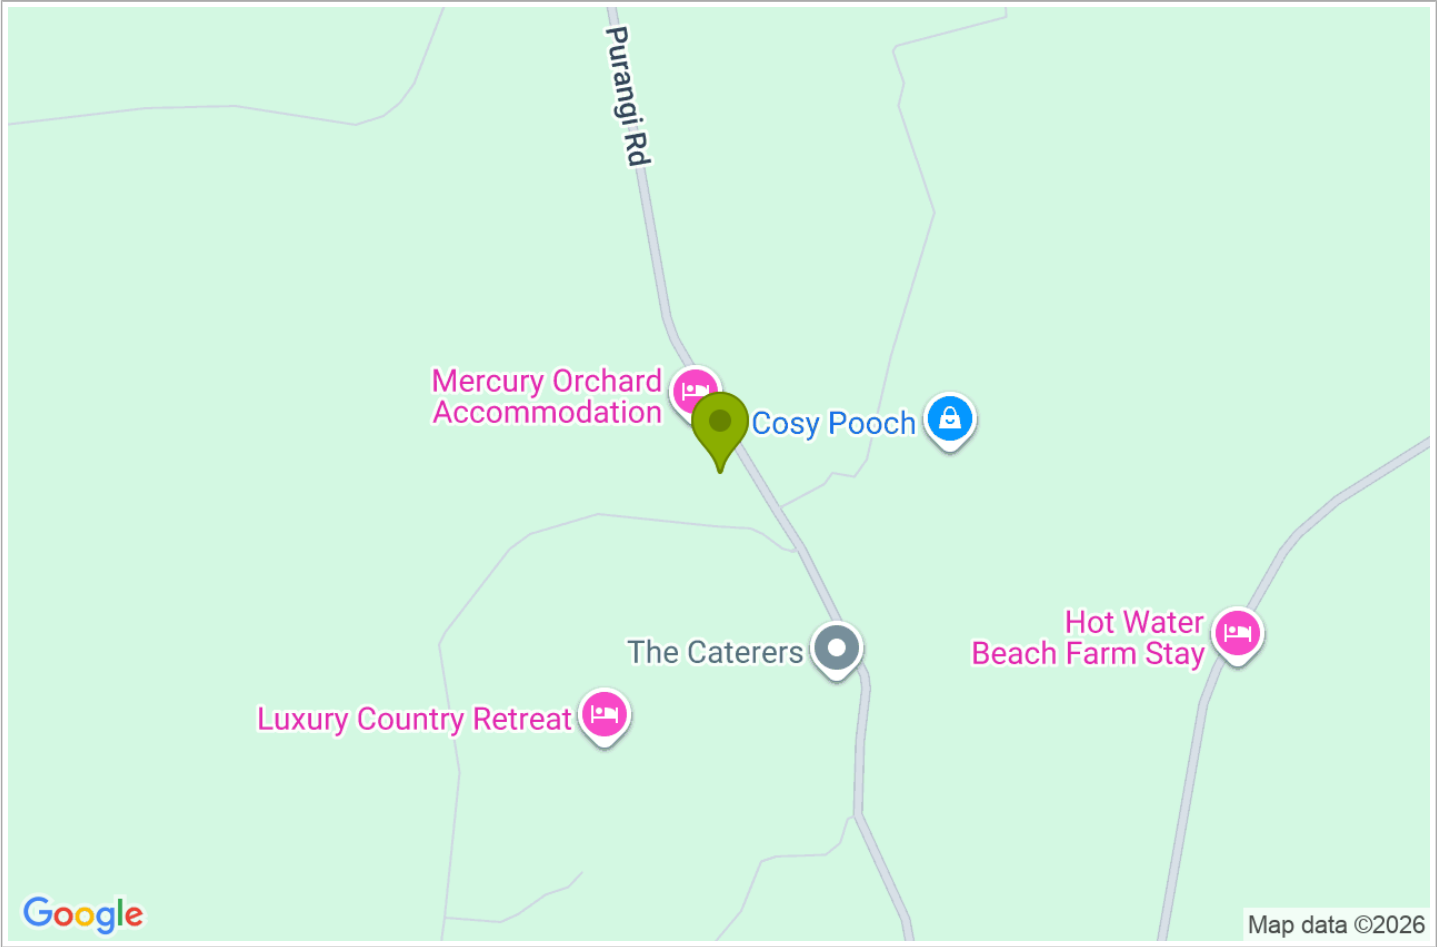 Purangi Rd
Mercury Orchard
Accommodation
Cosy Pooch
Hot Water
Beach Farm Stay
The Caterers
Luxury Country Retreat
Google
Map data ©2026